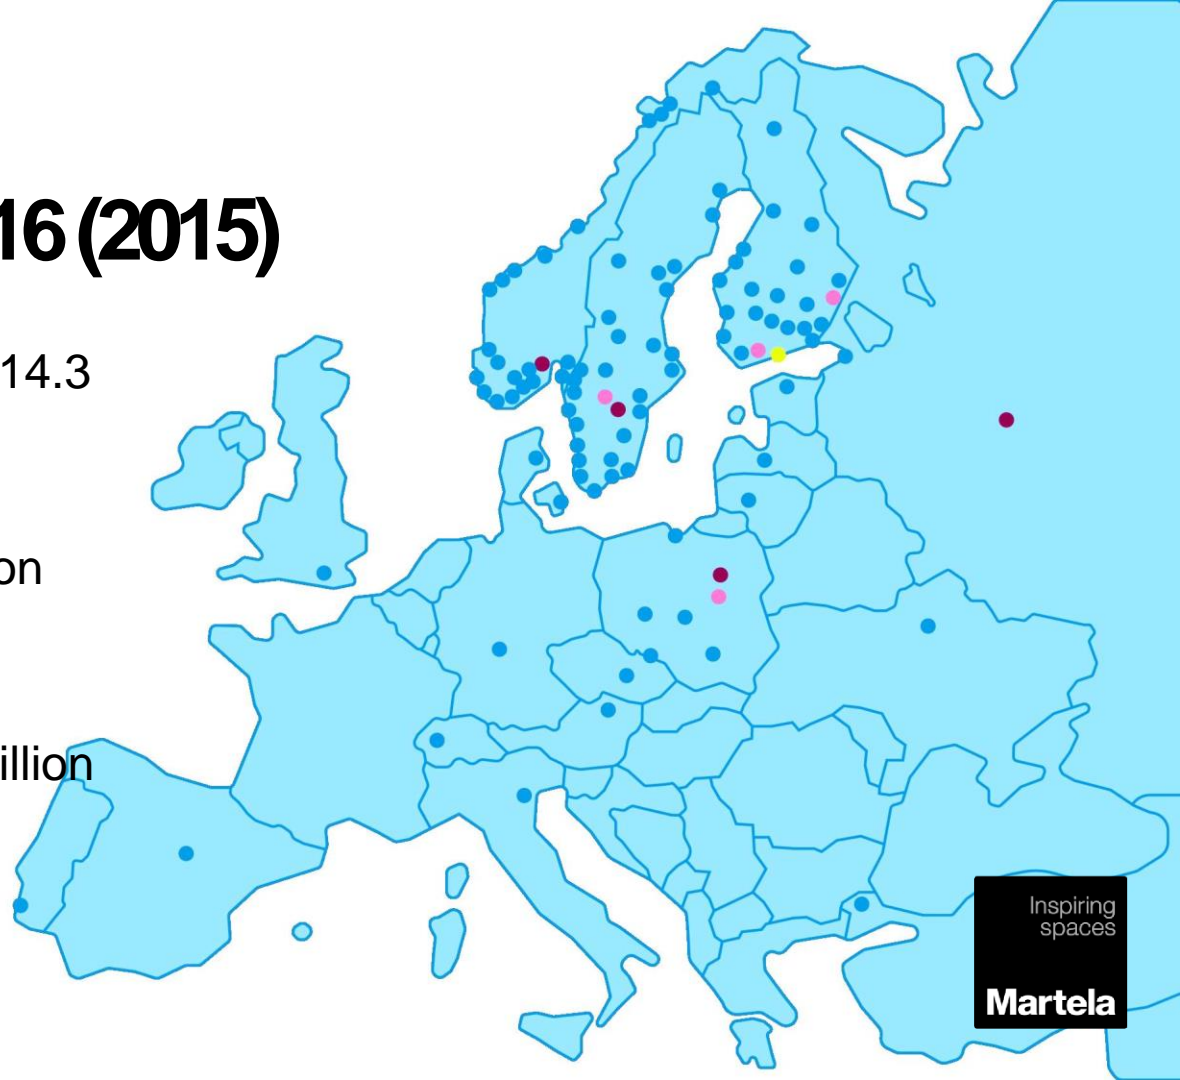 16 (2015)
14.3
on
illion
Inspiring
spaces
Martela